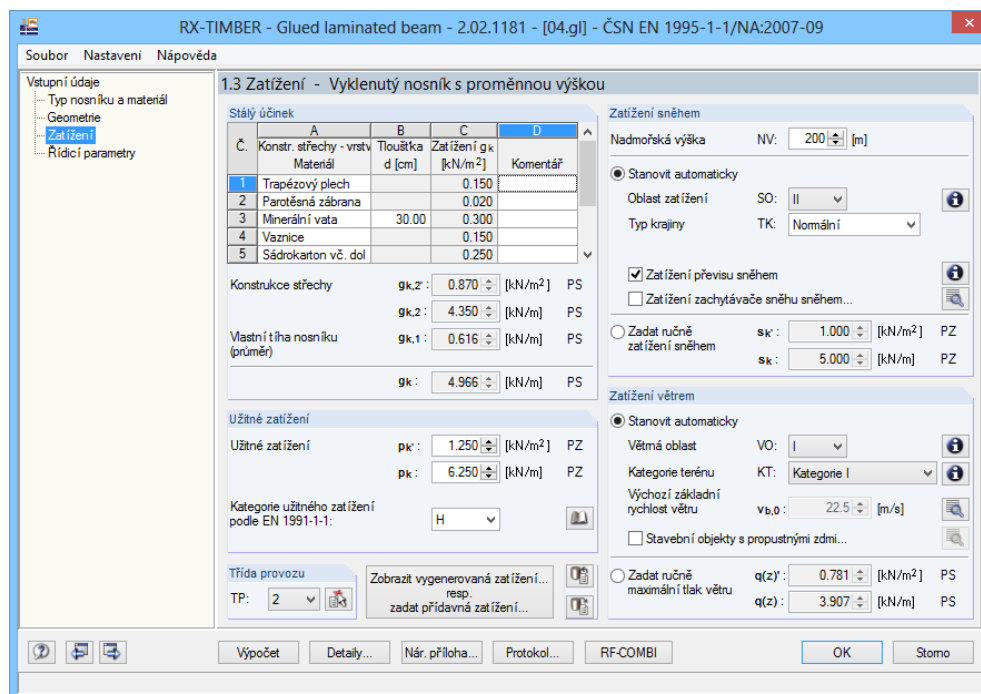 RX-TIMBER - Glued laminated beam - 2.02.1181 - [04.gl] - ČSN EN 1995-1-1/NA:2007-09
Soubor Nastavení Nápověda
Vstupní údaje
Typ nosníku a materiál
Geometrie
Zatížení
Řídicí parametry
1.3 Zatížení - Vyklenutý nosník s proměnnou výškou
Stálý účinek
A B C D
Č. Konstr. střechy - vrstv Tloušťka Zatížení gk
Materiál d [cm] [kN/m2] Komentář
1 Trapézový plech 0.150
2 Parotěsná zábrana 0.020
3 Minerální vata 30.00 0.300
4 Vaznice 0.150
5 Sádrokarton vč. dol 0.250
Konstrukce střechy gk,2' : 0.870 [kN/m2] PS
gk,2 : 4.350 [kN/m] PS
Vlastní tíha nosníku gk,1 : 0.616 [kN/m] PS
(průměr)
gk : 4.966 [kN/m] PS
Užitné zatížení
Užitné zatížení pk' : 1.250 [kN/m2] PZ
pk : 6.250 [kN/m] PZ
Kategorie užitného zatížení
podle EN 1991-1-1: H
Třída provozu
TP: 2
Zobrazit vygenerovaná zatížení...
resp.
zadat přídavná zatížení...
Zatížení sněhem
Nadmořská výška NV: 200 [m]
Stanovit automaticky
Oblast zatížení SO: II
Typ krajiny TK: Normální
Zatížení převisu sněhem
Zatížení zachytávače sněhu sněhem...
Zadat ručně sk' : 1.000 [kN/m2] PZ
zatížení sněhem
sk : 5.000 [kN/m] PZ
Zatížení větrem
Stanovit automaticky
Větrná oblast VO: I
Kategorie terénu KT: Kategorie I
Výchozí základní
rychlost větru vb,0 : 22.5 [m/s]
Stavební objekty s propustnými zdmi...
Zadat ručně q(z)' : 0.781 [kN/m2] PS
maximální tlak větru
q(z) : 3.907 [kN/m] PS
Výpočet Detaily... Nár. příloha... Protokol... RF-COMBI OK Storno